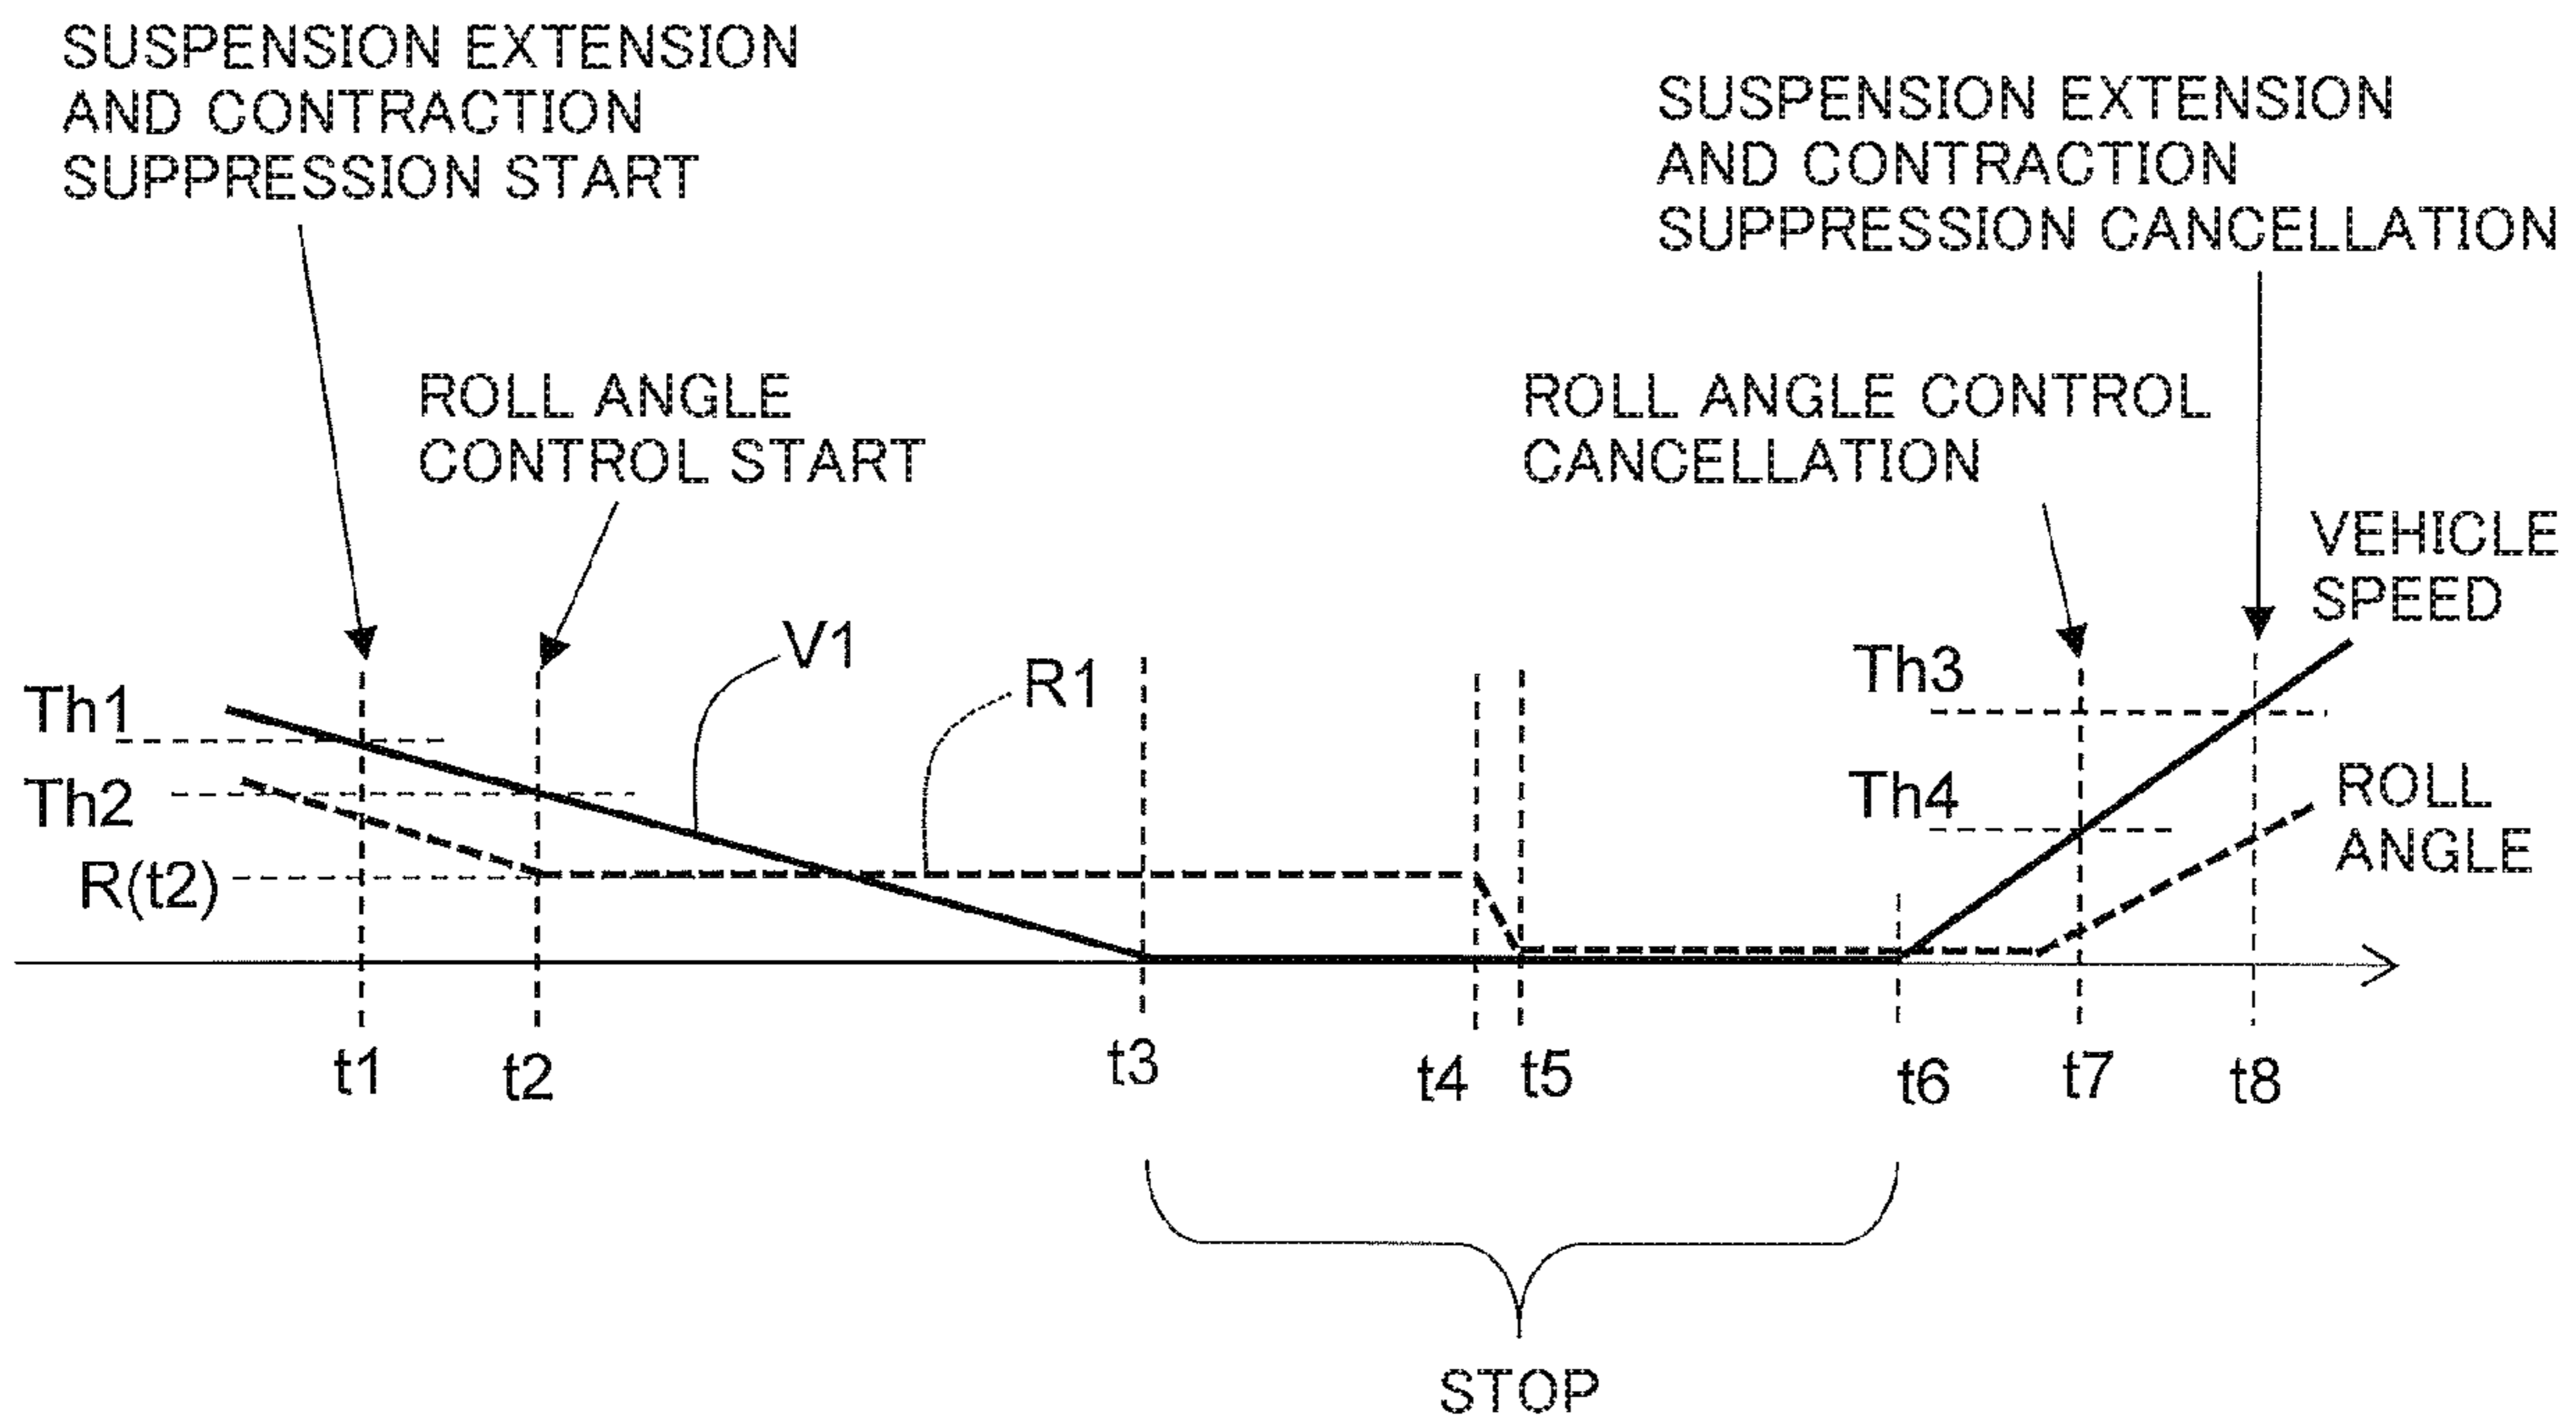 SUSPENSION EXTENSION
AND CONTRACTION
SUPPRESSION START
SUSPENSION EXTENSION
AND CONTRACTION
SUPPRESSION CANCELLATION
ROLL ANGLE
CONTROL START
ROLL ANGLE CONTROL
CANCELLATION
VEHICLE
SPEED
V1
R1
Th1
Th2
R(t2)
Th3
Th4
ROLL
ANGLE
t1
t2
t3
t4
t5
t6
t7
t8
STOP